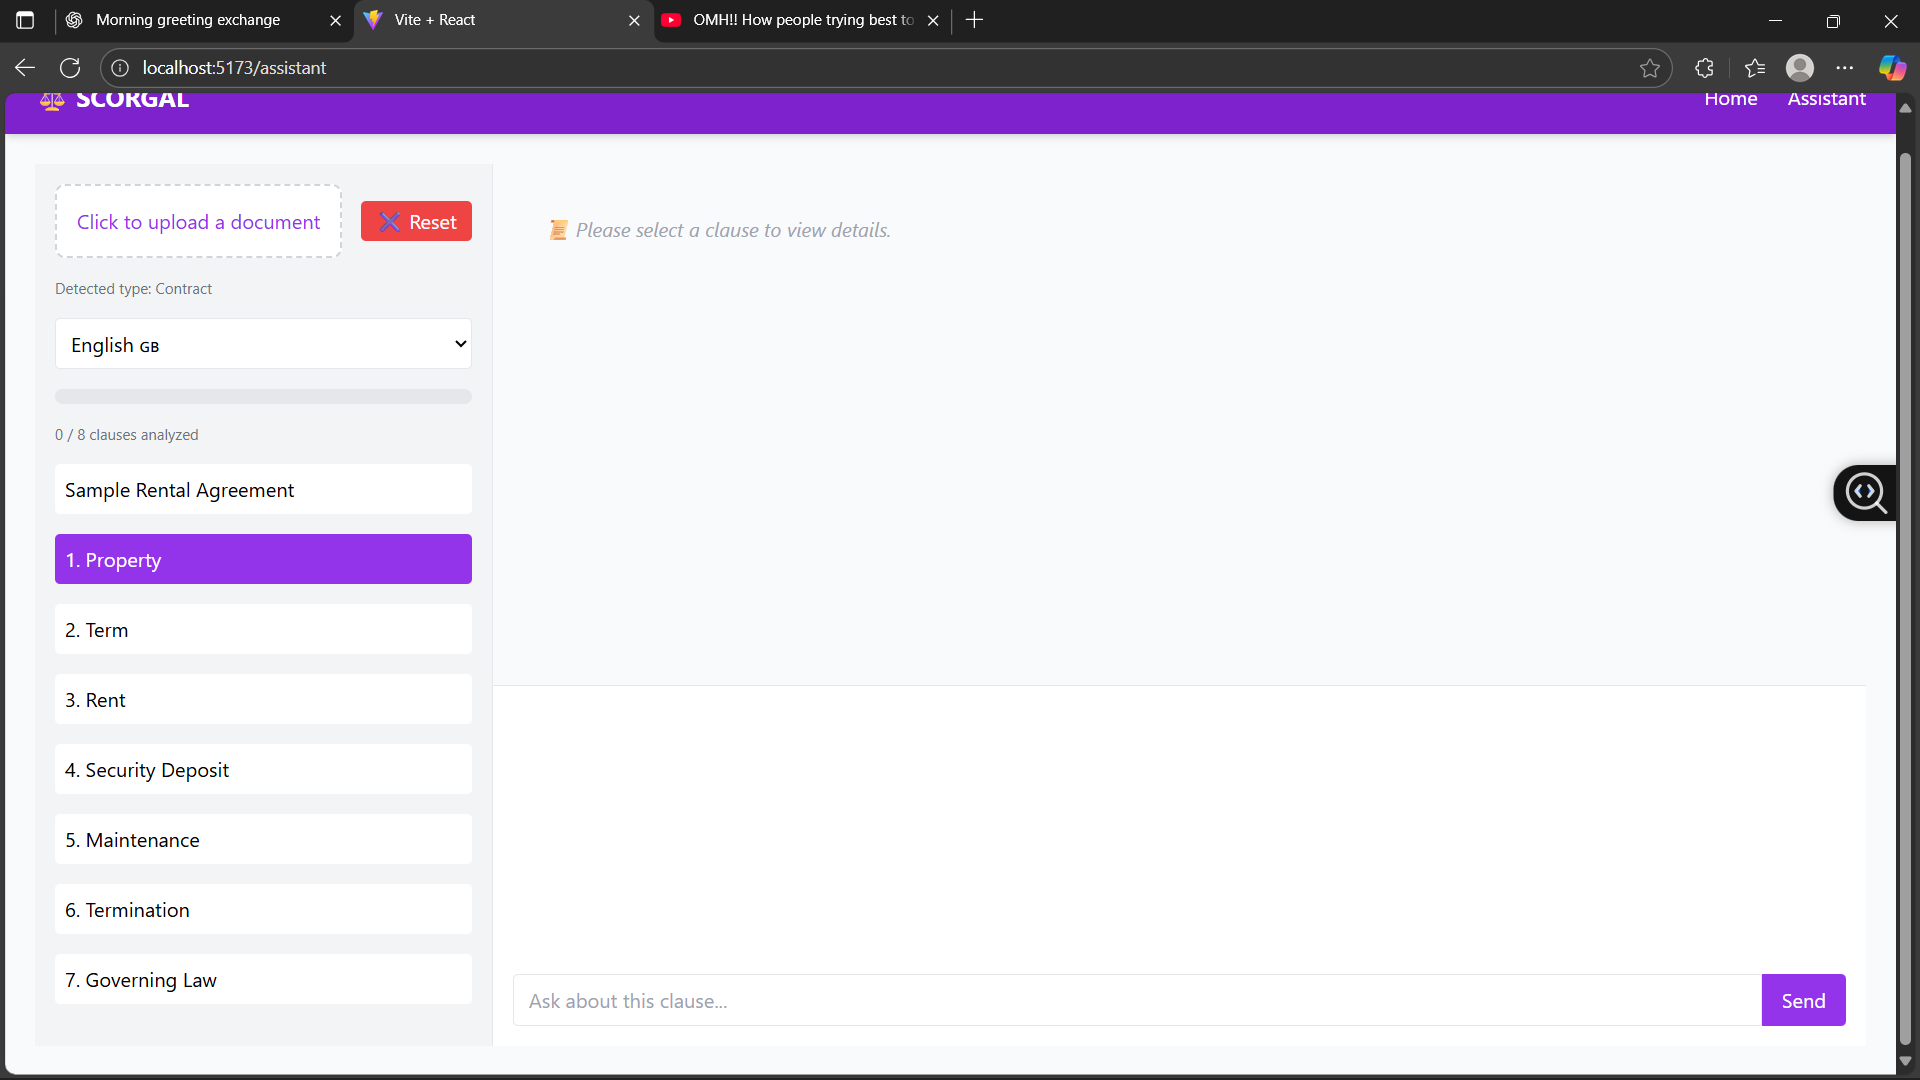 Morning greeting exchange
Vite + React
OMH!! How people trying best to
localhost:5173/assistant
SCORGAL
Home
Assistant
Click to upload a document
Reset
Detected type: Contract
English GB
0 / 8 clauses analyzed
Sample Rental Agreement
1. Property
2. Term
3. Rent
4. Security Deposit
5. Maintenance
6. Termination
7. Governing Law
Please select a clause to view details.
Ask about this clause...
Send